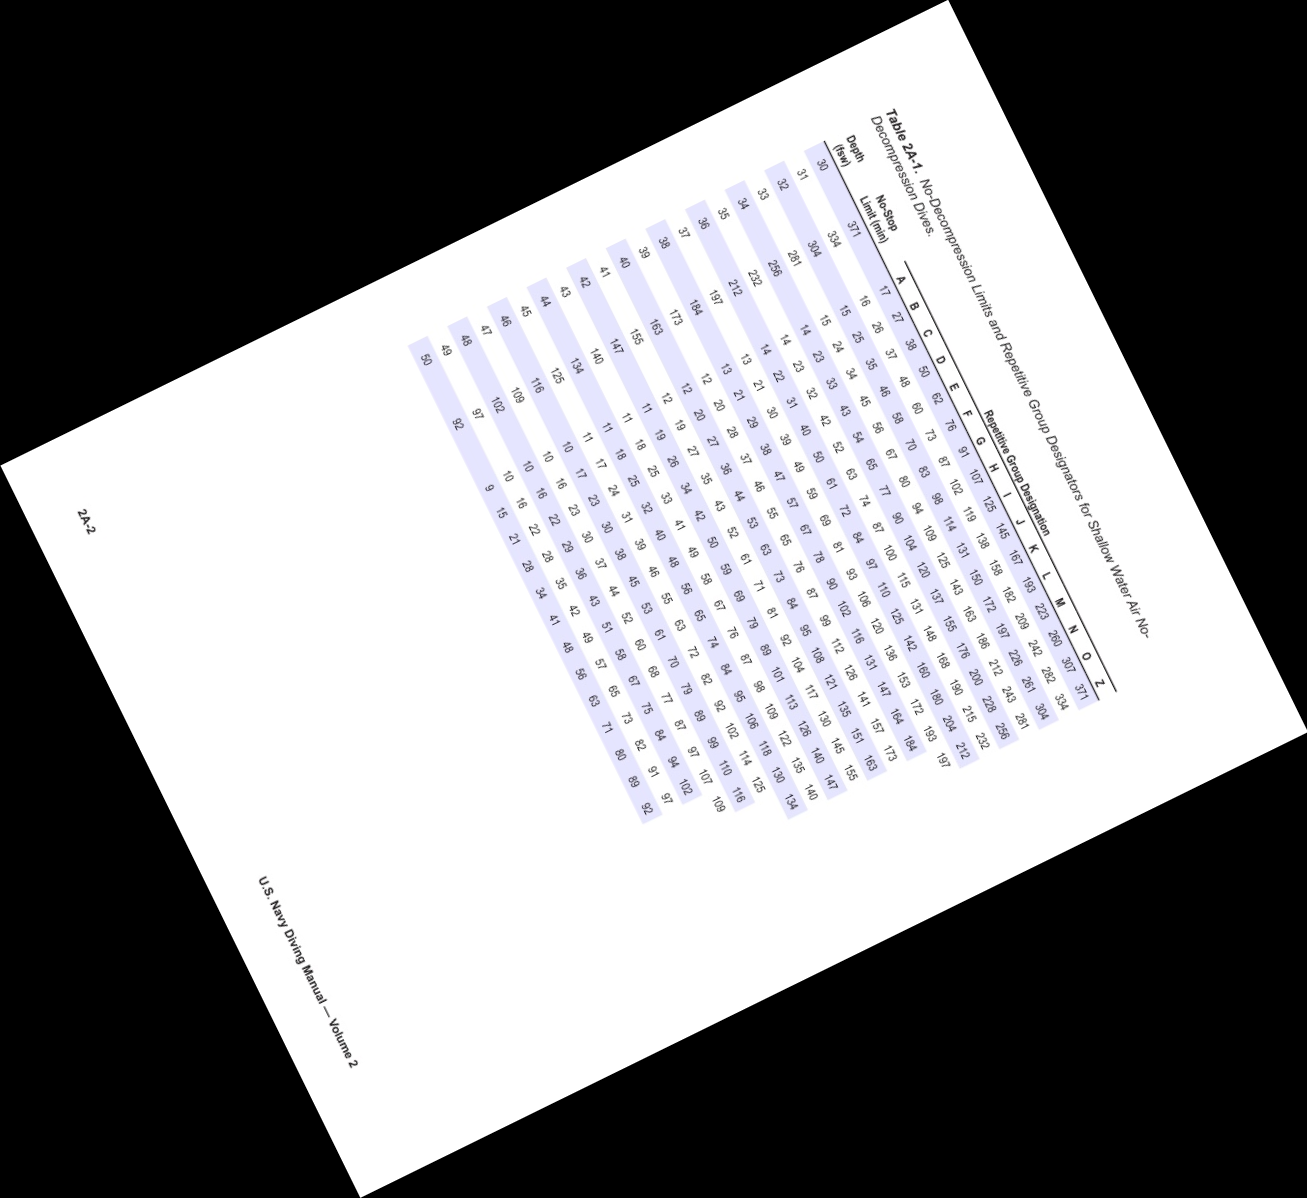 Table 2A-1. No-Decompression Limits and Repetitive Group Designators for Shallow Water Air No-
Decompression Dives.
Repetitive Group Designation
Depth No-Stop
(fsw) Limit (min) A B C D E F G H I J K L M N O Z
30 371 17 27 38 50 62 76 91 107 125 145 167 193 223 260 307 371
31 334 16 26 37 48 60 73 87 102 119 138 158 182 209 242 282 334
32 304 15 25 35 46 58 70 83 98 114 131 150 172 197 226 261 304
33 281 15 24 34 45 56 67 80 94 109 125 143 163 186 212 243 281
34 256 14 23 33 43 54 65 77 90 104 120 137 155 176 200 228 256
35 232 14 23 32 42 52 63 74 87 100 115 131 148 168 190 215 232
36 212 14 22 31 40 50 61 72 84 97 110 125 142 160 180 204 212
37 197 13 21 30 39 49 59 69 81 93 106 120 136 153 172 193 197
38 184 13 21 29 38 47 57 67 78 90 102 116 131 147 164 184
39 173 12 20 28 37 46 55 65 76 87 99 112 126 141 157 173
40 163 12 20 27 36 44 53 63 73 84 95 108 121 135 151 163
41 155 12 19 27 35 43 52 61 71 81 92 104 117 130 145 155
42 147 11 19 26 34 42 50 59 69 79 89 101 113 126 140 147
43 140 11 18 25 33 41 49 58 67 76 87 98 109 122 135 140
44 134 11 18 25 32 40 48 56 65 74 84 95 106 118 130 134
45 125 11 17 24 31 39 46 55 63 72 82 92 102 114 125
46 116 10 17 23 30 38 45 53 61 70 79 89 99 110 116
47 109 10 16 23 30 37 44 52 60 68 77 87 97 107 109
48 102 10 16 22 29 36 43 51 58 67 75 84 94 102
49 97 10 16 22 28 35 42 49 57 65 73 82 91 97
50 92 9 15 21 28 34 41 48 56 63 71 80 89 92
2A-2 U.S. Navy Diving Manual — Volume 2